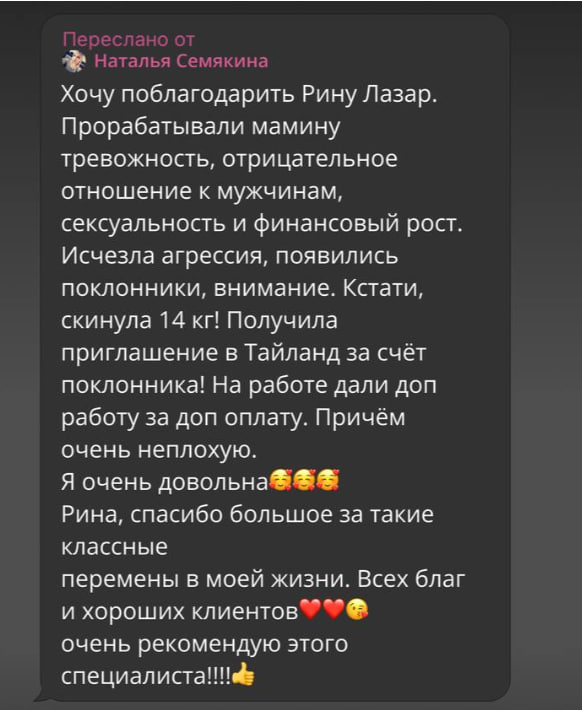 Переслано от
Наталья Семякина
Хочу поблагодарить Рину Лазар.
Прорабатывали мамину
тревожность, отрицательное
отношение к мужчинам,
сексуальность и финансовый рост.
Исчезла агрессия, появились
поклонники, внимание. Кстати,
скинула 14 кг! Получила
приглашение в Тайланд за счёт
поклонника! На работе дали доп
работу за доп оплату. Причём
очень неплохую.
Я очень довольна🥰🥰🥰
Рина, спасибо большое за такие
классные
перемены в моей жизни. Всех благ
и хороших клиентов❤️❤️😘
очень рекомендую этого
специалиста!!!!👍